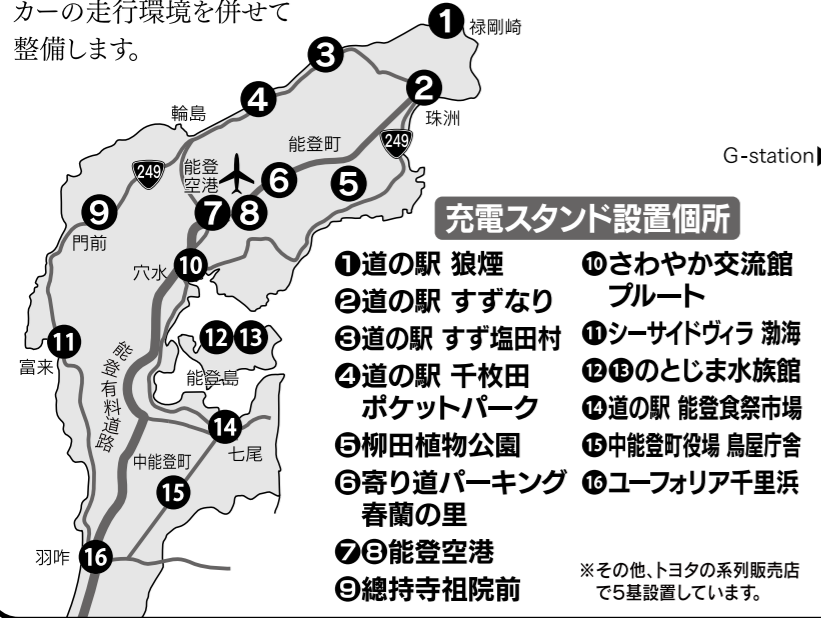 カーの走行環境を併せて
整備します。
❶
禄剛崎
❸
❷
珠洲
❹
輪島
能登町
249
249
能登
空港
❻
❺
G-station▶
❾
門前
❼❽
穴水
❿
⓫
富来
⓬⓭
能登島
能登有料道路
⓮
七尾
中能登町
⓯
羽咋
⓰
充電スタンド設置個所
❶道の駅 狼煙
❷道の駅 すずなり
❸道の駅 すず塩田村
❹道の駅 千枚田
ポケットパーク
❺柳田植物公園
❻寄り道パーキング
春蘭の里
❼❽能登空港
❾總持寺祖院前
❿さわやか交流館
プルート
⓫シーサイドヴィラ 渤海
⓬⓭のとじま水族館
⓮道の駅 能登食祭市場
⓯中能登町役場 鳥屋庁舎
⓰ユーフォリア千里浜
※その他、トヨタの系列販売店
で5基設置しています。